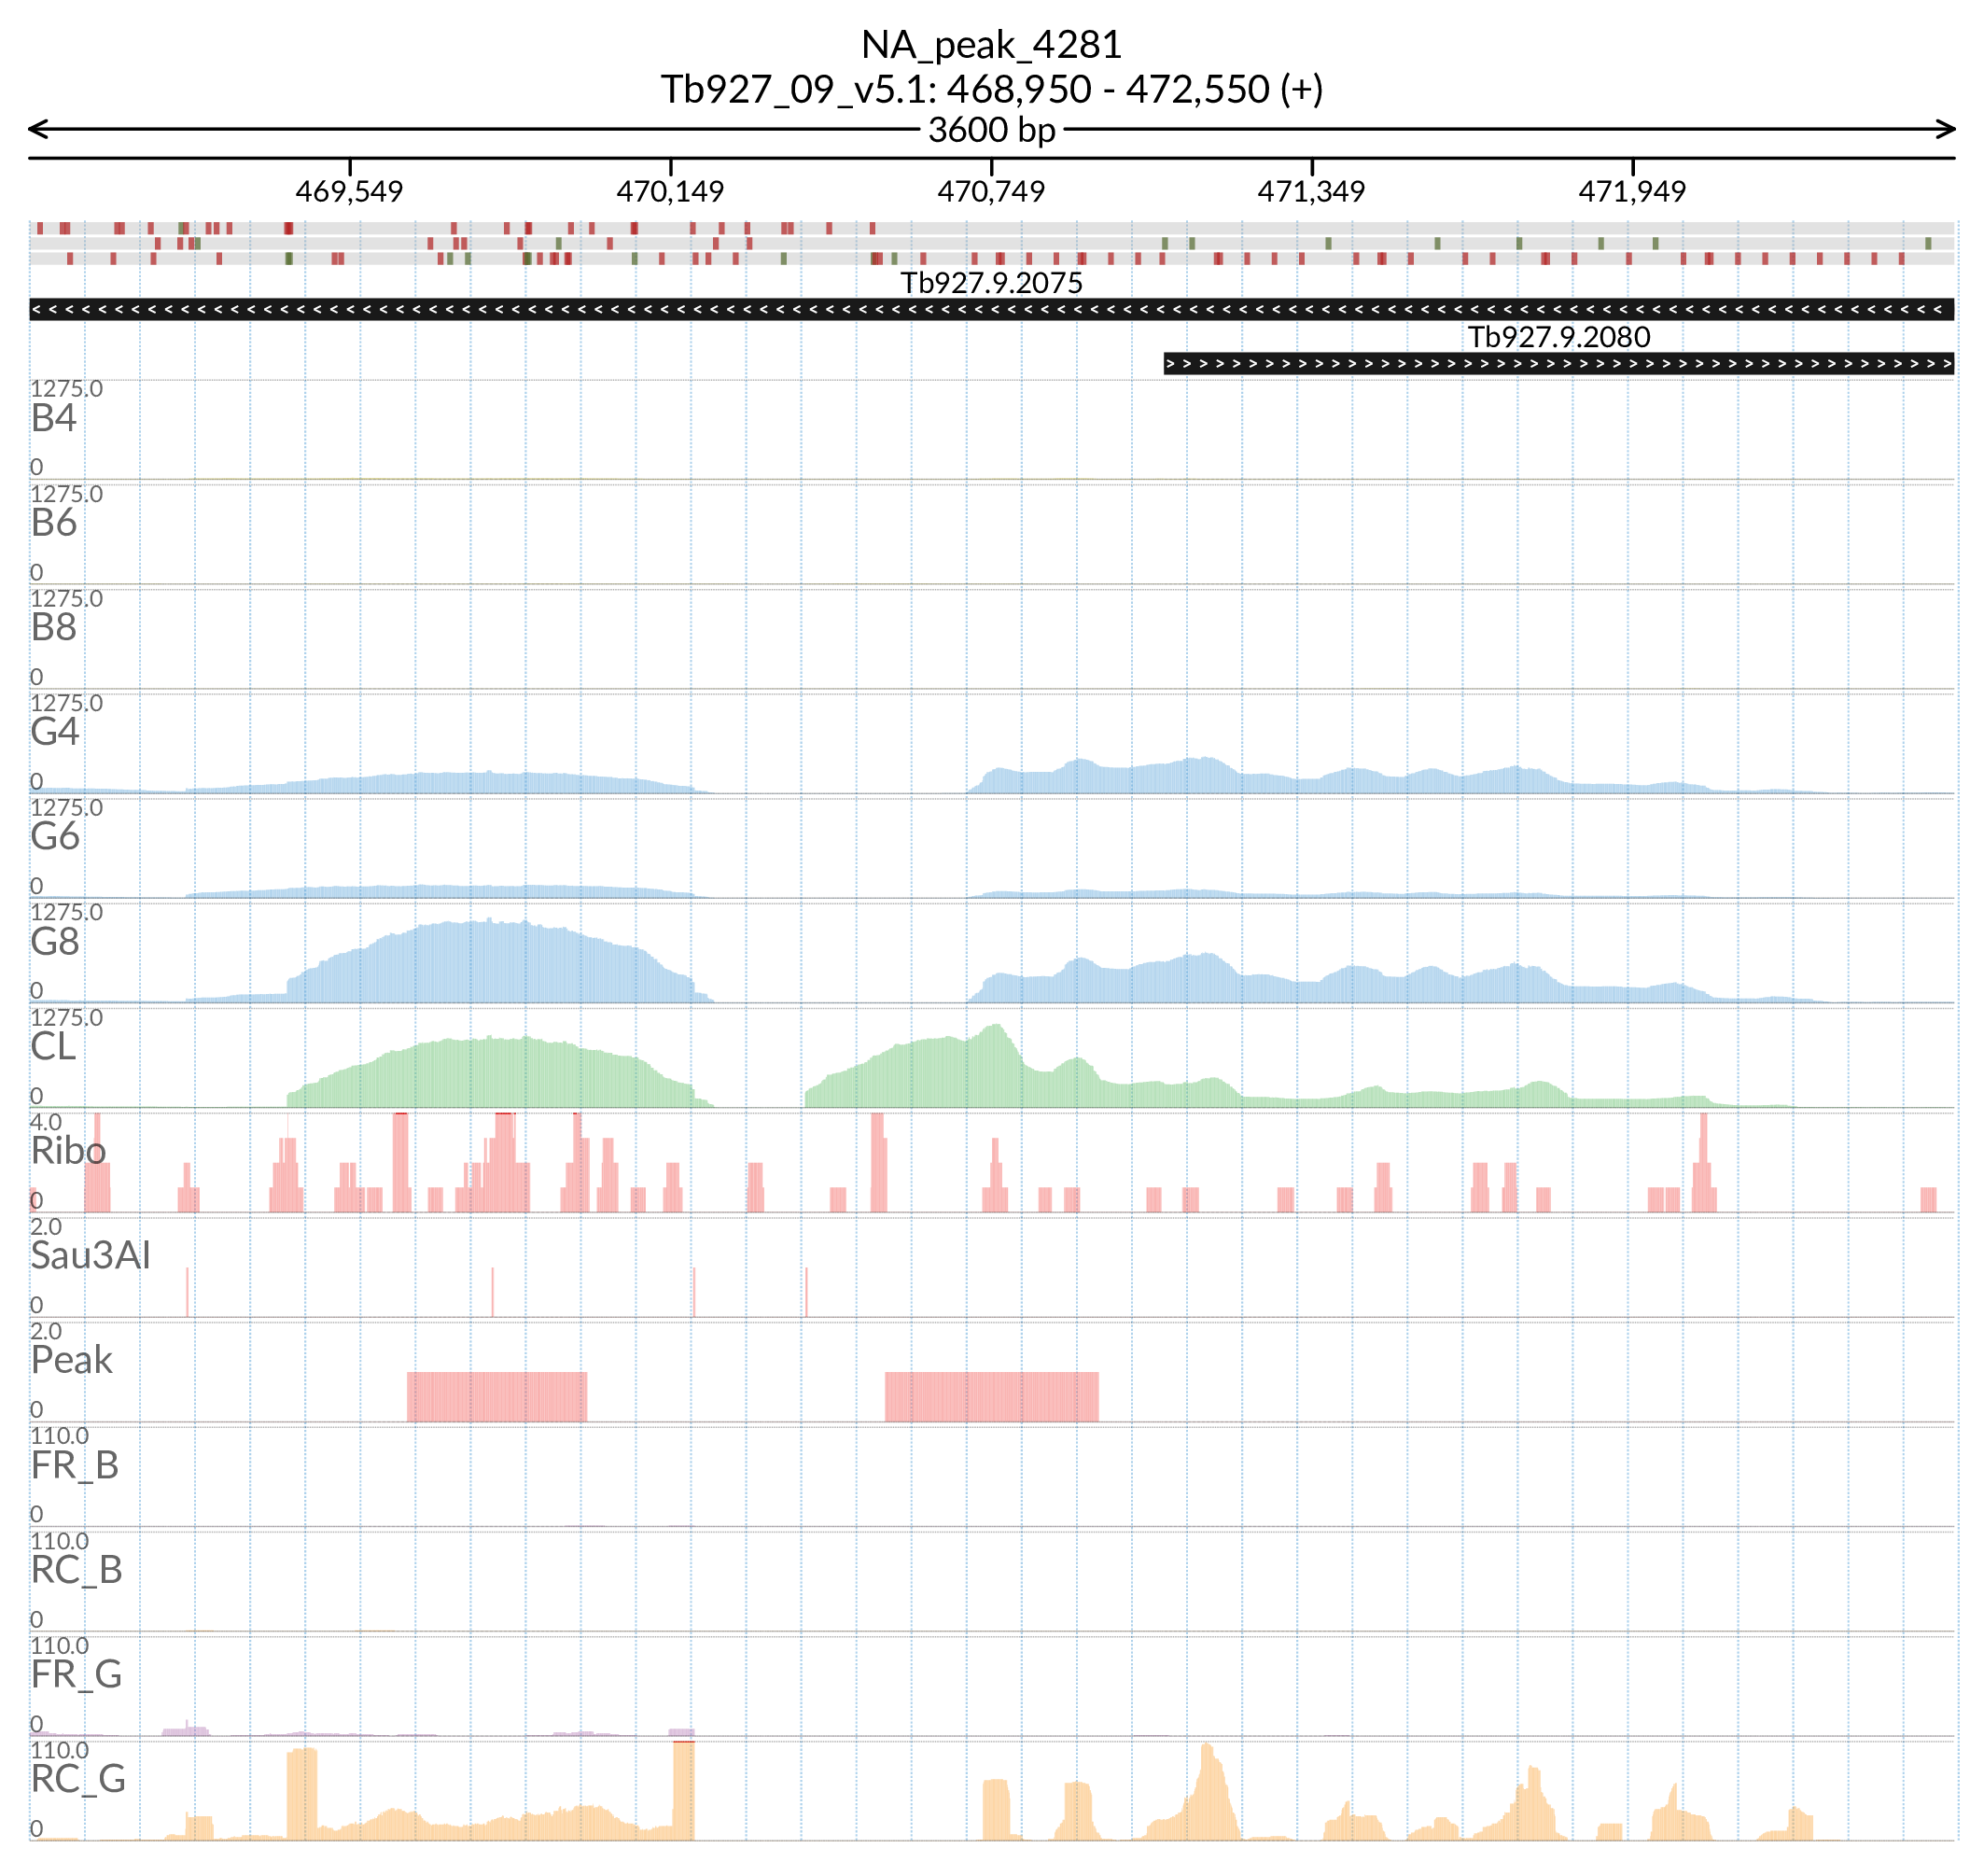 NA_peak_4281
Tb927_09_v5.1: 468,950 - 472,550 (+)
3600 bp
469,549 470,149 470,749 471,349 471,949
Tb927.9.2075
Tb927.9.2080
1275.0
B4
0
1275.0
B6
0
1275.0
B8
0
1275.0
G4
0
1275.0
G6
0
1275.0
G8
0
1275.0
CL
0
4.0
Ribo
0
2.0
Sau3AI
0
2.0
Peak
0
110.0
FR_B
0
110.0
RC_B
0
110.0
FR_G
0
110.0
RC_G
0